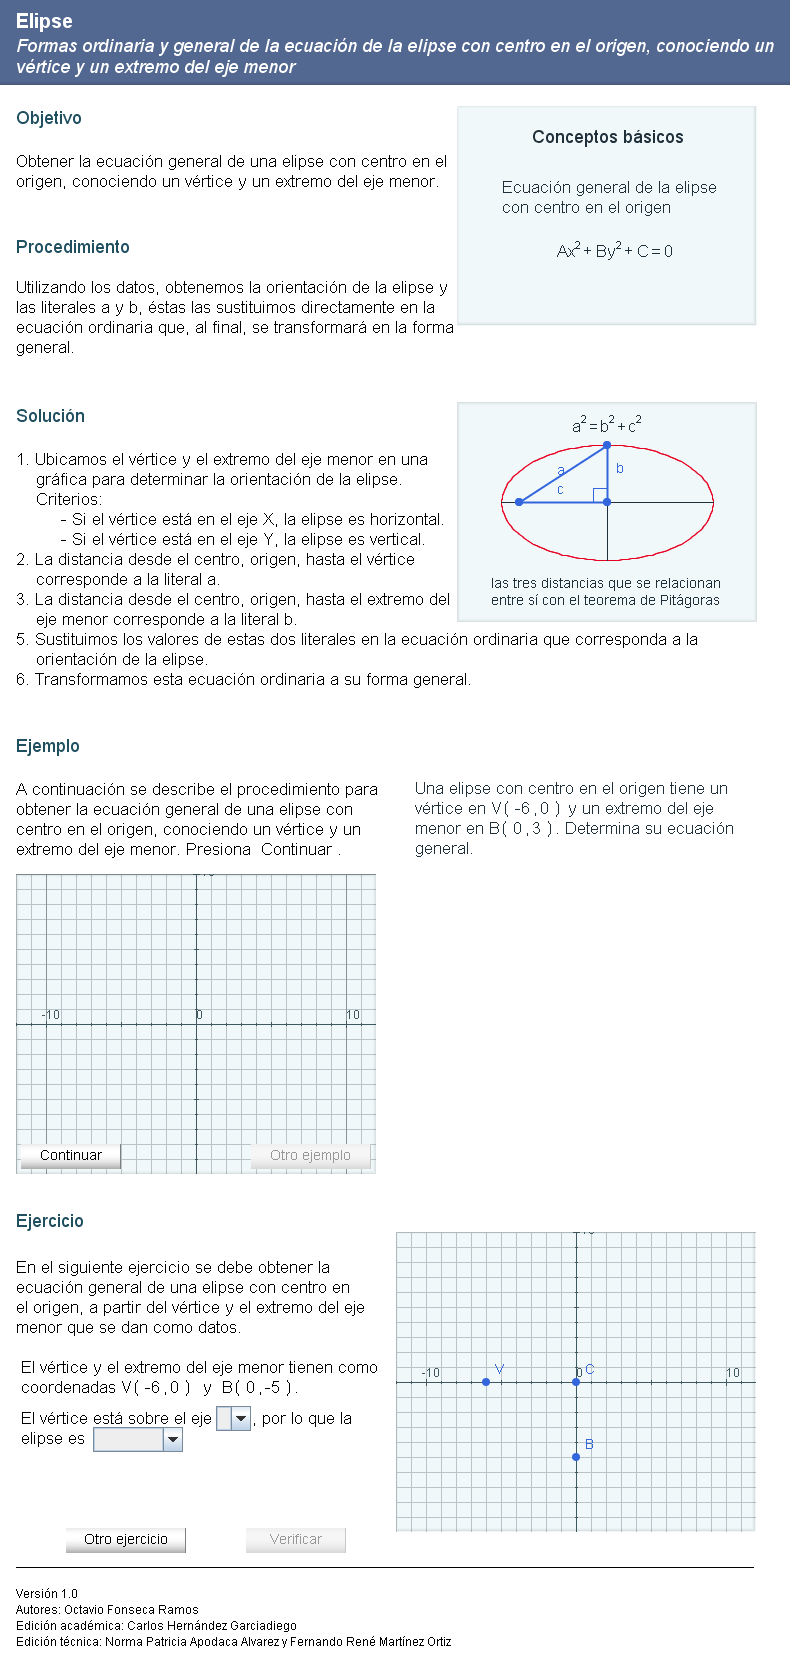 Elipse
Formas ordinaria y general de la ecuación de la elipse con centro en el origen, conociendo un
vértice y un extremo del eje menor
Objetivo
Obtener la ecuación general de una elipse con centro en el
origen, conociendo un vértice y un extremo del eje menor.
Procedimiento
Utilizando los datos, obtenemos la orientación de la elipse y
las literales a y b, éstas las sustituimos directamente en la
ecuación ordinaria que, al final, se transformará en la forma
general.
Conceptos básicos
Ecuación general de la elipse
con centro en el origen
Ax² + By² + C = 0
Solución
1. Ubicamos el vértice y el extremo del eje menor en una
gráfica para determinar la orientación de la elipse.
Criterios:
- Si el vértice está en el eje X, la elipse es horizontal.
- Si el vértice está en el eje Y, la elipse es vertical.
2. La distancia desde el centro, origen, hasta el vértice
corresponde a la literal a.
3. La distancia desde el centro, origen, hasta el extremo del
eje menor corresponde a la literal b.
5. Sustituimos los valores de estas dos literales en la ecuación ordinaria que corresponda a la
orientación de la elipse.
6. Transformamos esta ecuación ordinaria a su forma general.
a² = b² + c²
a
b
c
las tres distancias que se relacionan
entre sí con el teorema de Pitágoras
Ejemplo
A continuación se describe el procedimiento para
obtener la ecuación general de una elipse con
centro en el origen, conociendo un vértice y un
extremo del eje menor. Presiona Continuar .
Una elipse con centro en el origen tiene un
vértice en V( -6,0 ) y un extremo del eje
menor en B( 0,3 ). Determina su ecuación
general.
-10 0 10
Continuar
Otro ejemplo
Ejercicio
En el siguiente ejercicio se debe obtener la
ecuación general de una elipse con centro en
el origen, a partir del vértice y el extremo del eje
menor que se dan como datos.
El vértice y el extremo del eje menor tienen como
coordenadas V( -6,0 ) y B( 0,-5 ).
El vértice está sobre el eje , por lo que la
elipse es
V C
-10 0 10
B
Otro ejercicio
Verificar
Versión 1.0
Autores: Octavio Fonseca Ramos
Edición académica: Carlos Hernández Garciadiego
Edición técnica: Norma Patricia Apodaca Alvarez y Fernando René Martínez Ortiz